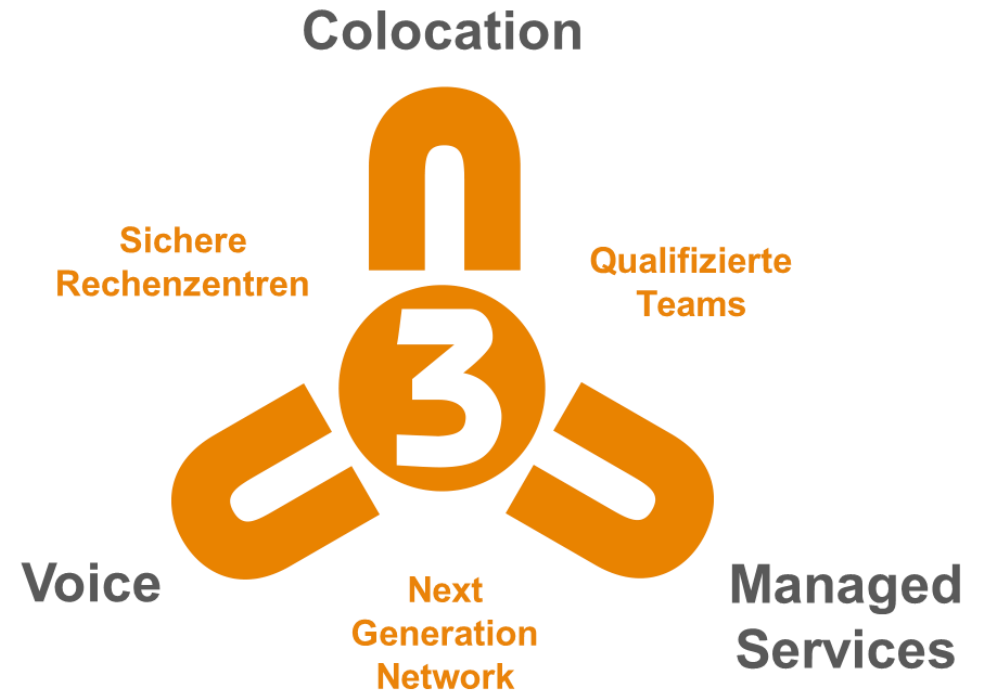 Colocation
Sichere
Rechenzentren
Qualifizierte
Teams
3
Voice
Next
Generation
Network
Managed
Services